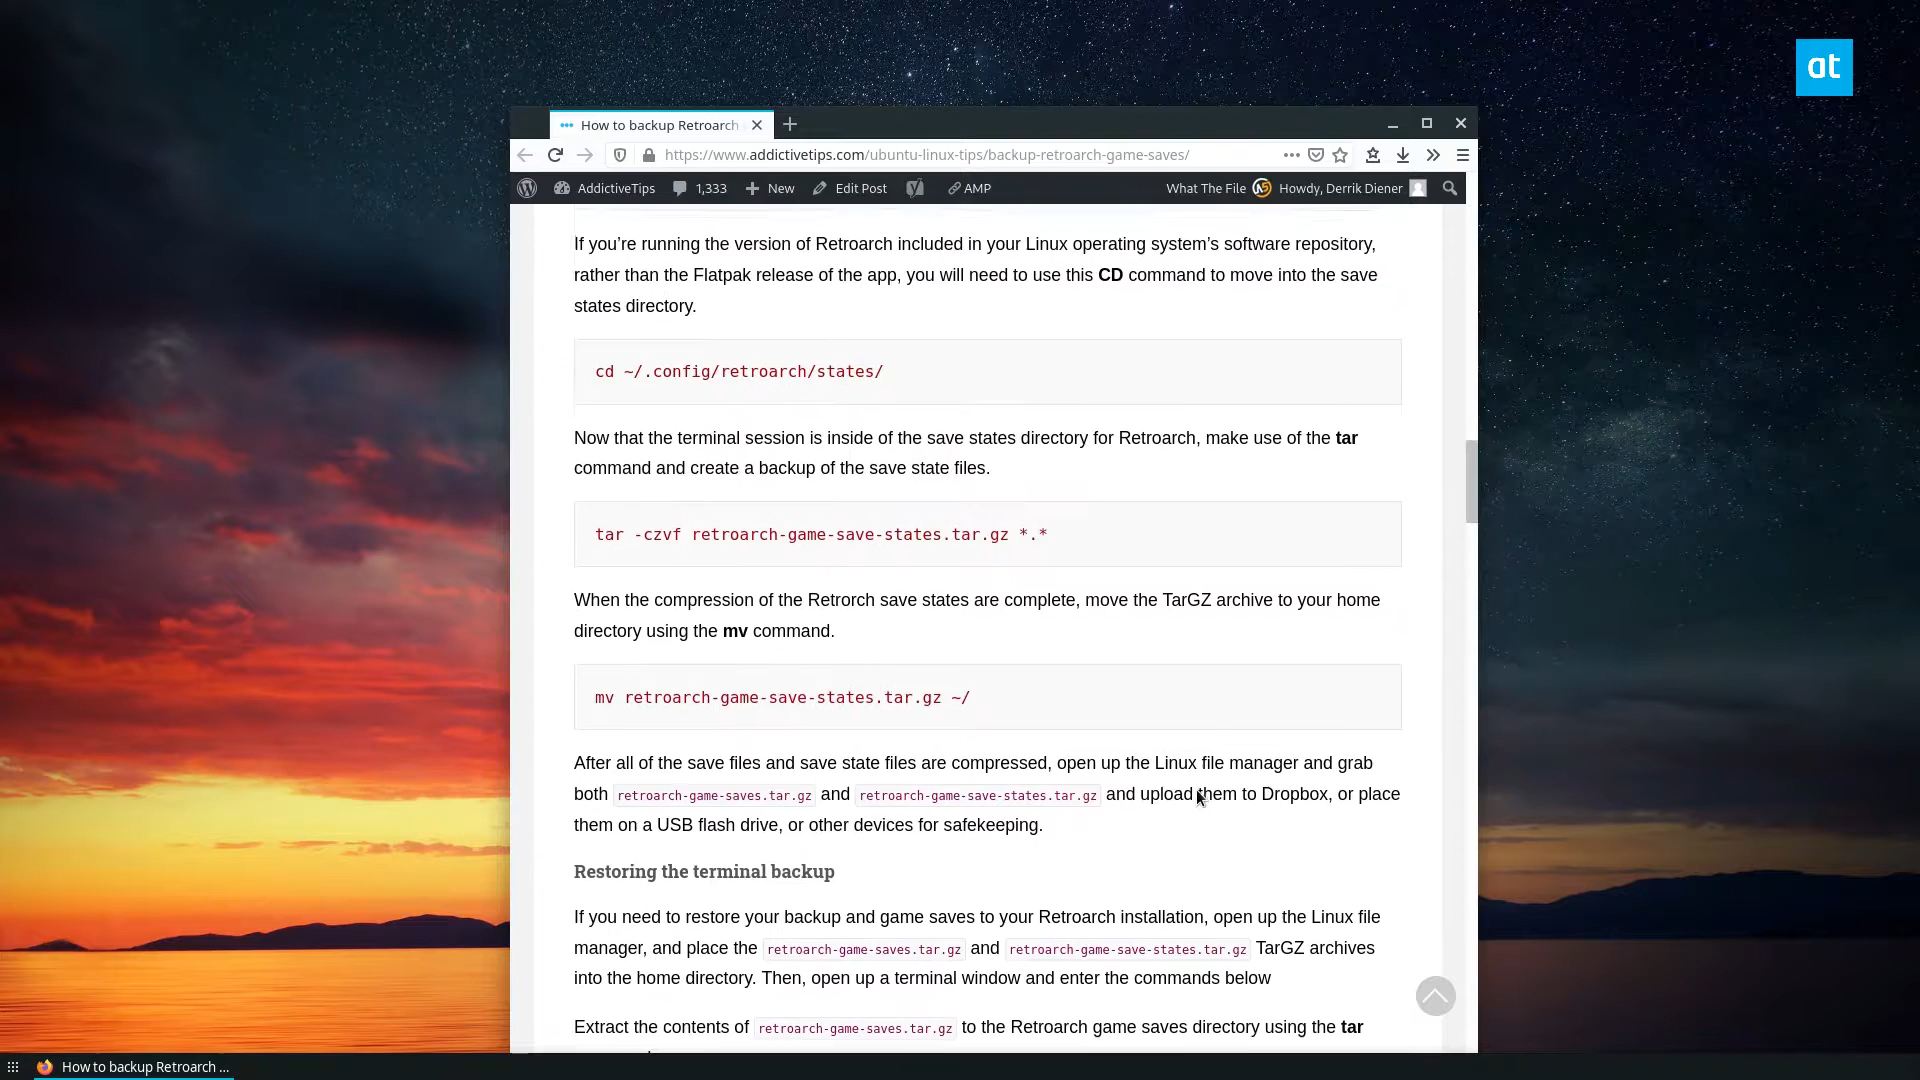 at
How to backup Retroarch
https://www.addictivetips.com/ubuntu-linux-tips/backup-retroarch-game-saves/
AddictiveTips 1,333 New Edit Post AMP What The File Howdy, Derrik Diener
If you're running the version of Retroarch included in your Linux operating system's software repository,
rather than the Flatpak release of the app, you will need to use this CD command to move into the save
states directory.
cd ~/.config/retroarch/states/
Now that the terminal session is inside of the save states directory for Retroarch, make use of the tar
command and create a backup of the save state files.
tar -czvf retroarch-game-save-states.tar.gz *.*
When the compression of the Retrorch save states are complete, move the TarGZ archive to your home
directory using the mv command.
mv retroarch-game-save-states.tar.gz ~/
After all of the save files and save state files are compressed, open up the Linux file manager and grab
both retroarch-game-saves.tar.gz and retroarch-game-save-states.tar.gz and upload them to Dropbox, or place
them on a USB flash drive, or other devices for safekeeping.
Restoring the terminal backup
If you need to restore your backup and game saves to your Retroarch installation, open up the Linux file
manager, and place the retroarch-game-saves.tar.gz and retroarch-game-save-states.tar.gz TarGZ archives
into the home directory. Then, open up a terminal window and enter the commands below
Extract the contents of retroarch-game-saves.tar.gz to the Retroarch game saves directory using the tar
How to backup Retroarch ...